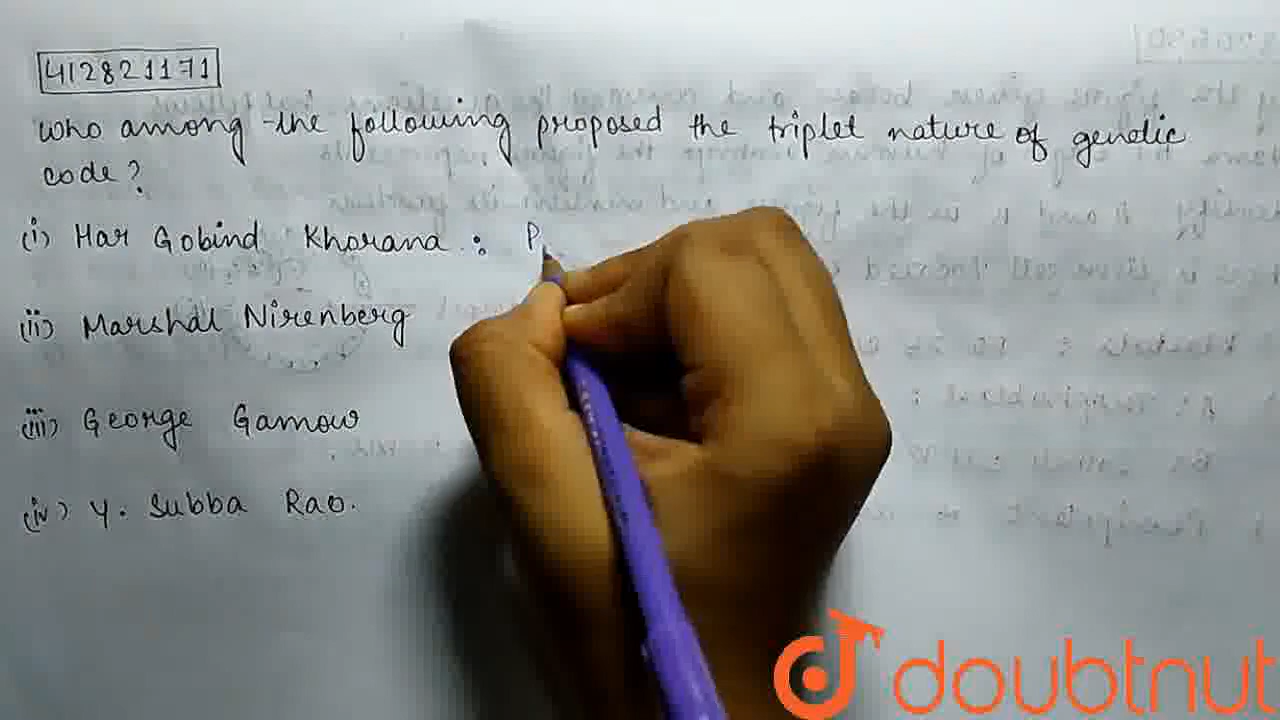 412821171
who among the following proposed the triplet nature of genetic
code?
(i) Har Gobind Khorana : P
(ii) Marshal Nirenberg
(iii) George Gamow
(iv) Y. Subba Rao.
doubtnut